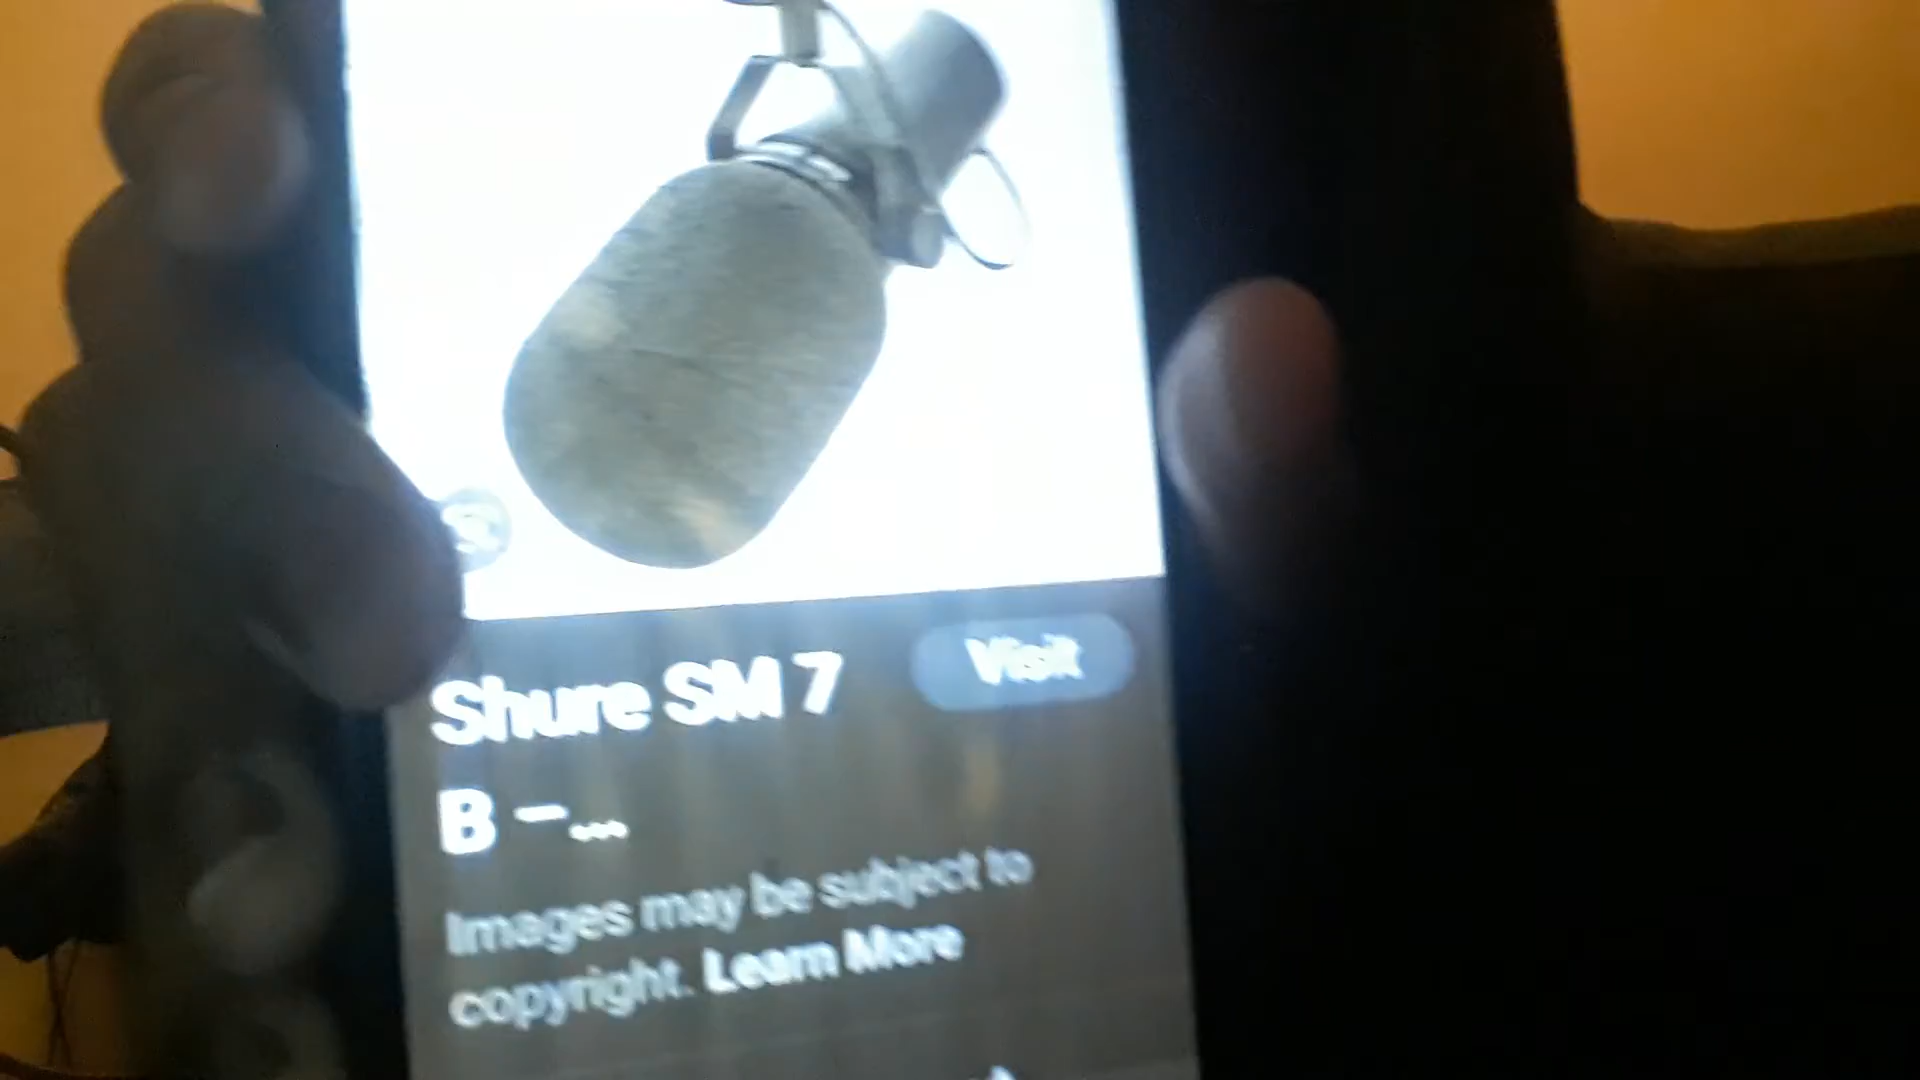 Shure SM 7
Visit
B –...
Images may be subject to
copyright. Learn More